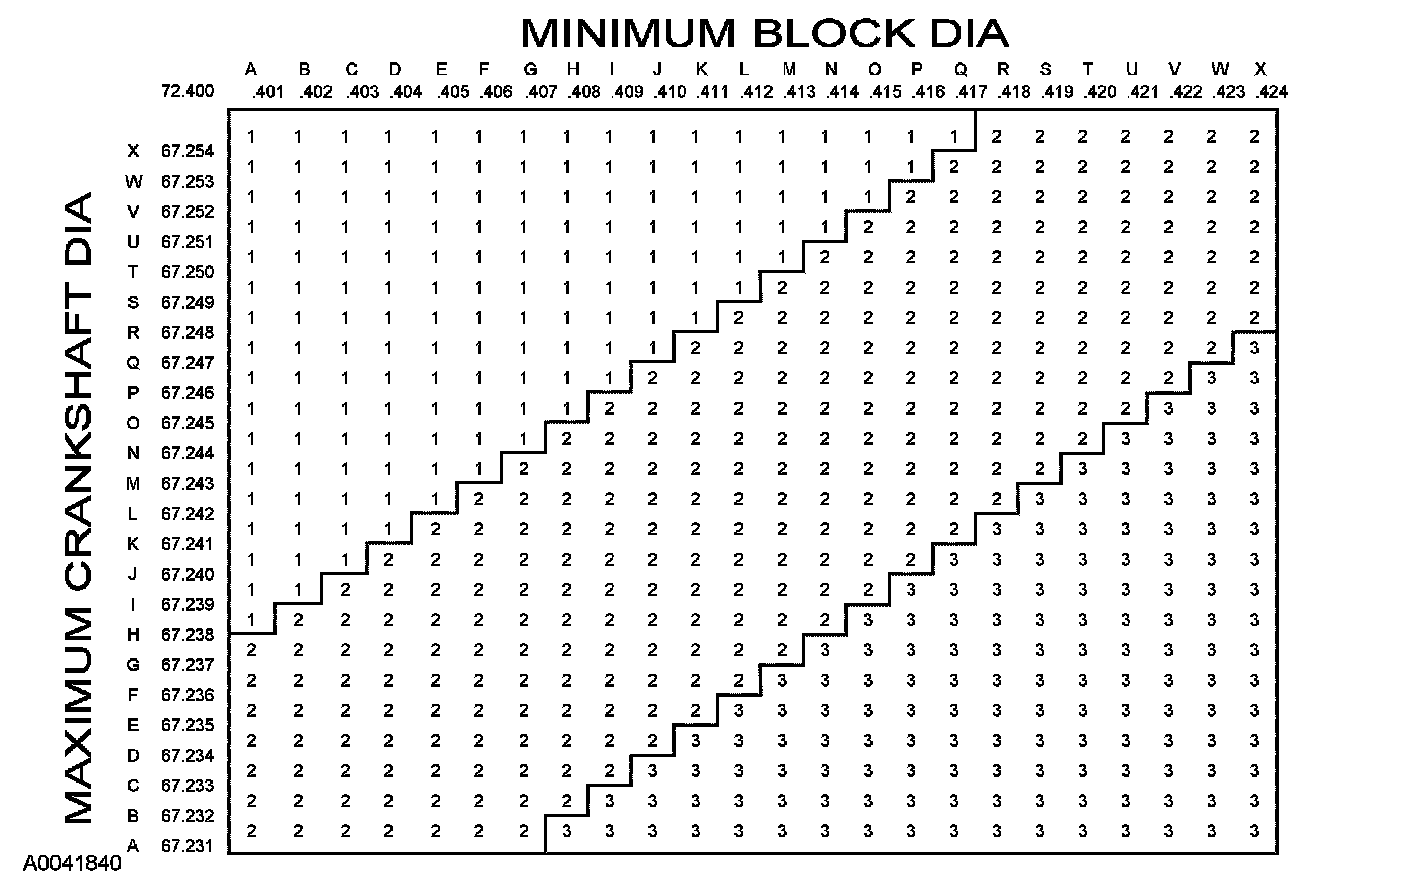 MINIMUM BLOCK DIA
A B C D E F G H I J K L M N O P Q R S T U V W X
72.400 .401 .402 .403 .404 .405 .406 .407 .408 .409 .410 .411 .412 .413 .414 .415 .416 .417 .418 .419 .420 .421 .422 .423 .424
MAXIMUM CRANKSHAFT DIA
X 67.254 1 1 1 1 1 1 1 1 1 1 1 1 1 1 1 1 1 2 2 2 2 2 2 2
W 67.253 1 1 1 1 1 1 1 1 1 1 1 1 1 1 1 1 2 2 2 2 2 2 2 2
V 67.252 1 1 1 1 1 1 1 1 1 1 1 1 1 1 1 2 2 2 2 2 2 2 2 2
U 67.251 1 1 1 1 1 1 1 1 1 1 1 1 1 1 2 2 2 2 2 2 2 2 2 2
T 67.250 1 1 1 1 1 1 1 1 1 1 1 1 1 2 2 2 2 2 2 2 2 2 2 2
S 67.249 1 1 1 1 1 1 1 1 1 1 1 1 2 2 2 2 2 2 2 2 2 2 2 2
R 67.248 1 1 1 1 1 1 1 1 1 1 1 2 2 2 2 2 2 2 2 2 2 2 2 2
Q 67.247 1 1 1 1 1 1 1 1 1 1 2 2 2 2 2 2 2 2 2 2 2 2 2 3
P 67.246 1 1 1 1 1 1 1 1 1 2 2 2 2 2 2 2 2 2 2 2 2 2 3 3
O 67.245 1 1 1 1 1 1 1 1 2 2 2 2 2 2 2 2 2 2 2 2 2 3 3 3
N 67.244 1 1 1 1 1 1 1 2 2 2 2 2 2 2 2 2 2 2 2 2 3 3 3 3
M 67.243 1 1 1 1 1 1 2 2 2 2 2 2 2 2 2 2 2 2 2 3 3 3 3 3
L 67.242 1 1 1 1 1 2 2 2 2 2 2 2 2 2 2 2 2 2 3 3 3 3 3 3
K 67.241 1 1 1 1 2 2 2 2 2 2 2 2 2 2 2 2 2 3 3 3 3 3 3 3
J 67.240 1 1 1 2 2 2 2 2 2 2 2 2 2 2 2 2 3 3 3 3 3 3 3 3
I 67.239 1 1 2 2 2 2 2 2 2 2 2 2 2 2 2 3 3 3 3 3 3 3 3 3
H 67.238 1 2 2 2 2 2 2 2 2 2 2 2 2 2 3 3 3 3 3 3 3 3 3 3
G 67.237 2 2 2 2 2 2 2 2 2 2 2 2 2 3 3 3 3 3 3 3 3 3 3 3
F 67.236 2 2 2 2 2 2 2 2 2 2 2 2 3 3 3 3 3 3 3 3 3 3 3 3
E 67.235 2 2 2 2 2 2 2 2 2 2 2 3 3 3 3 3 3 3 3 3 3 3 3 3
D 67.234 2 2 2 2 2 2 2 2 2 2 3 3 3 3 3 3 3 3 3 3 3 3 3 3
C 67.233 2 2 2 2 2 2 2 2 2 3 3 3 3 3 3 3 3 3 3 3 3 3 3 3
B 67.232 2 2 2 2 2 2 2 2 3 3 3 3 3 3 3 3 3 3 3 3 3 3 3 3
A 67.231 2 2 2 2 2 2 2 3 3 3 3 3 3 3 3 3 3 3 3 3 3 3 3 3
A0041840